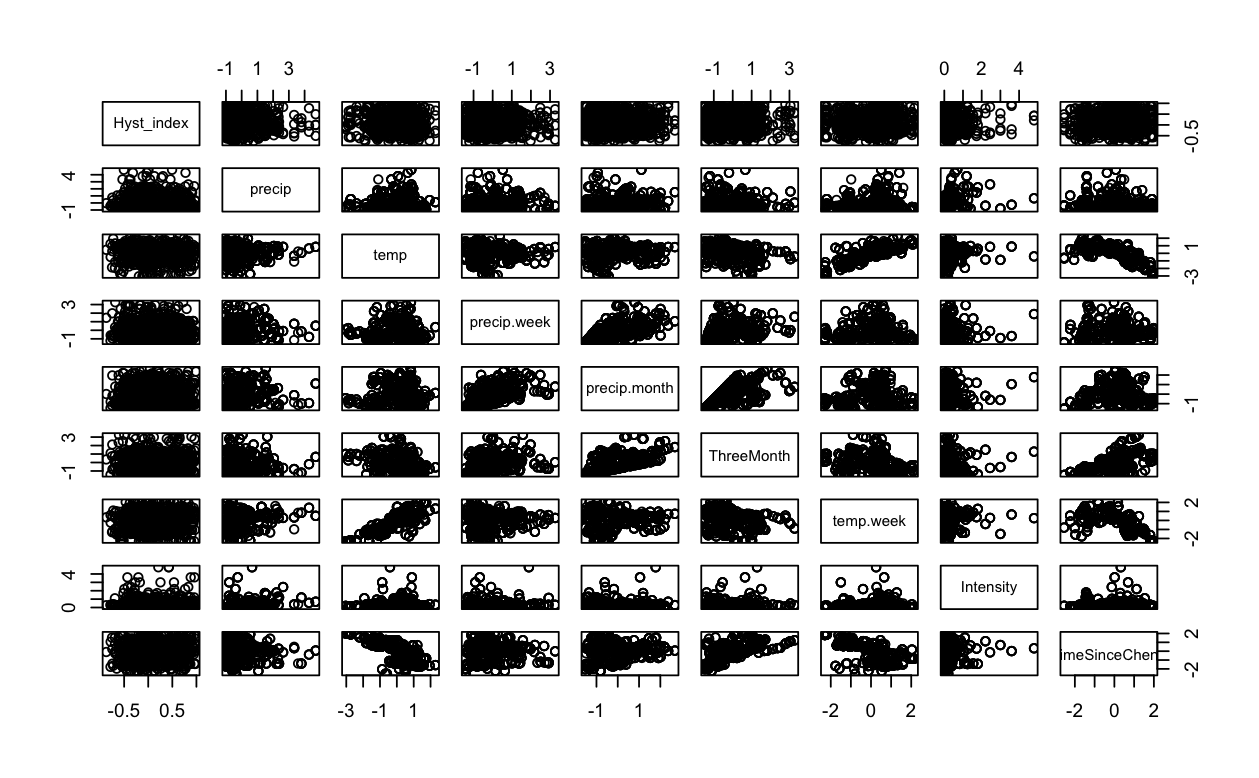 -1 1 3 -1 1 3 -1 1 3 0 2 4
Hyst_index -0.5
4 -1 precip
temp 1 -3
3 -1 precip.week
precip.month -1
3 -1 ThreeMonth
temp.week 2 -2
4 0 Intensity
imeSinceChen 2 -2
-0.5 0.5 -3 -1 1 -1 1 -2 0 2 -2 0 2